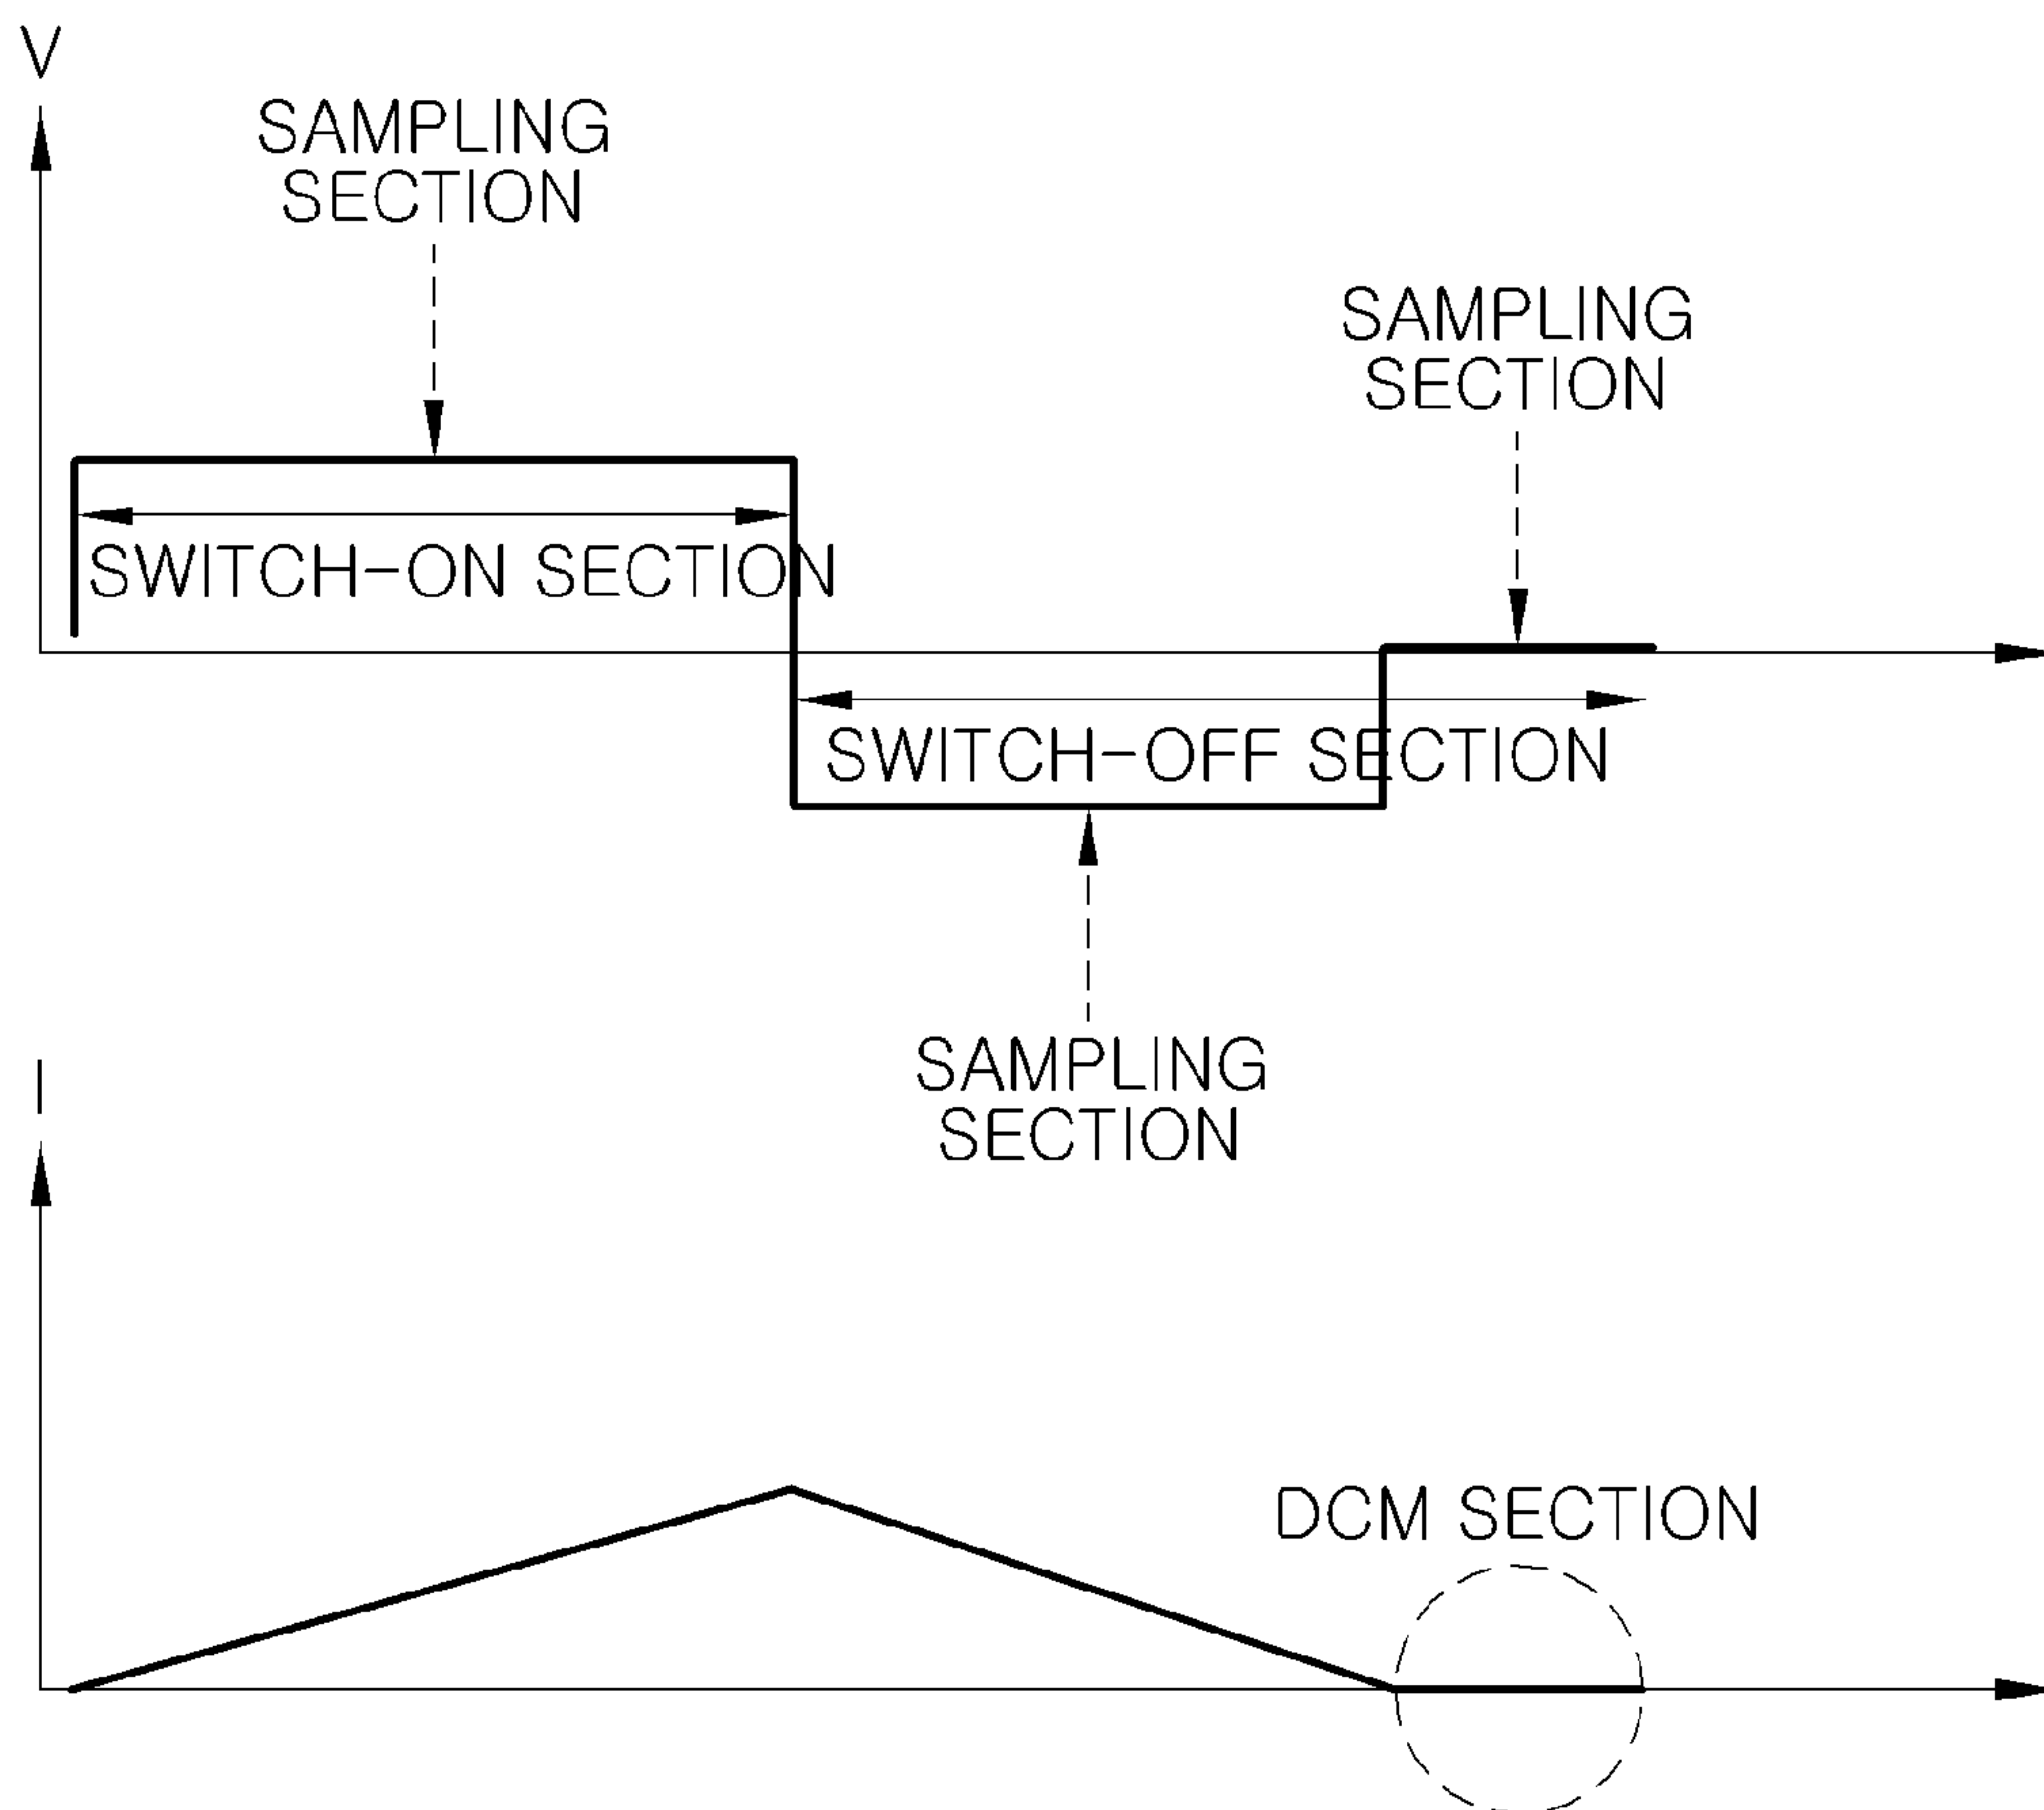 V
SAMPLING
SECTION
SAMPLING
SECTION
SWITCH-ON SECTION
SWITCH-OFF SECTION
SAMPLING
SECTION
I
DCM SECTION